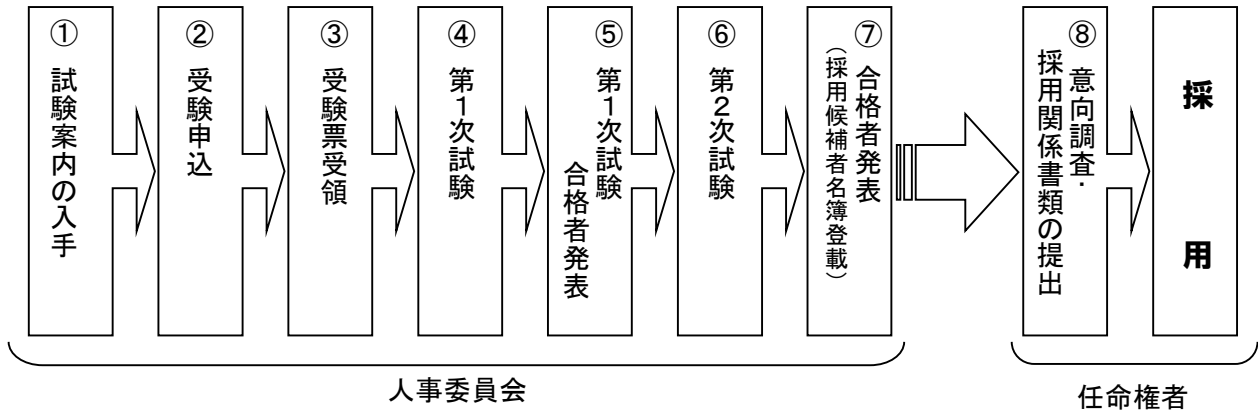 ① 試験案内の入手
② 受験申込
③ 受験票受領
④ 第1次試験
⑤ 第1次試験
合格者発表
⑥ 第2次試験
⑦ 合格者発表
(採用候補者名簿登載)
⑧ 意向調査・
採用関係書類の提出
採用
人事委員会
任命権者